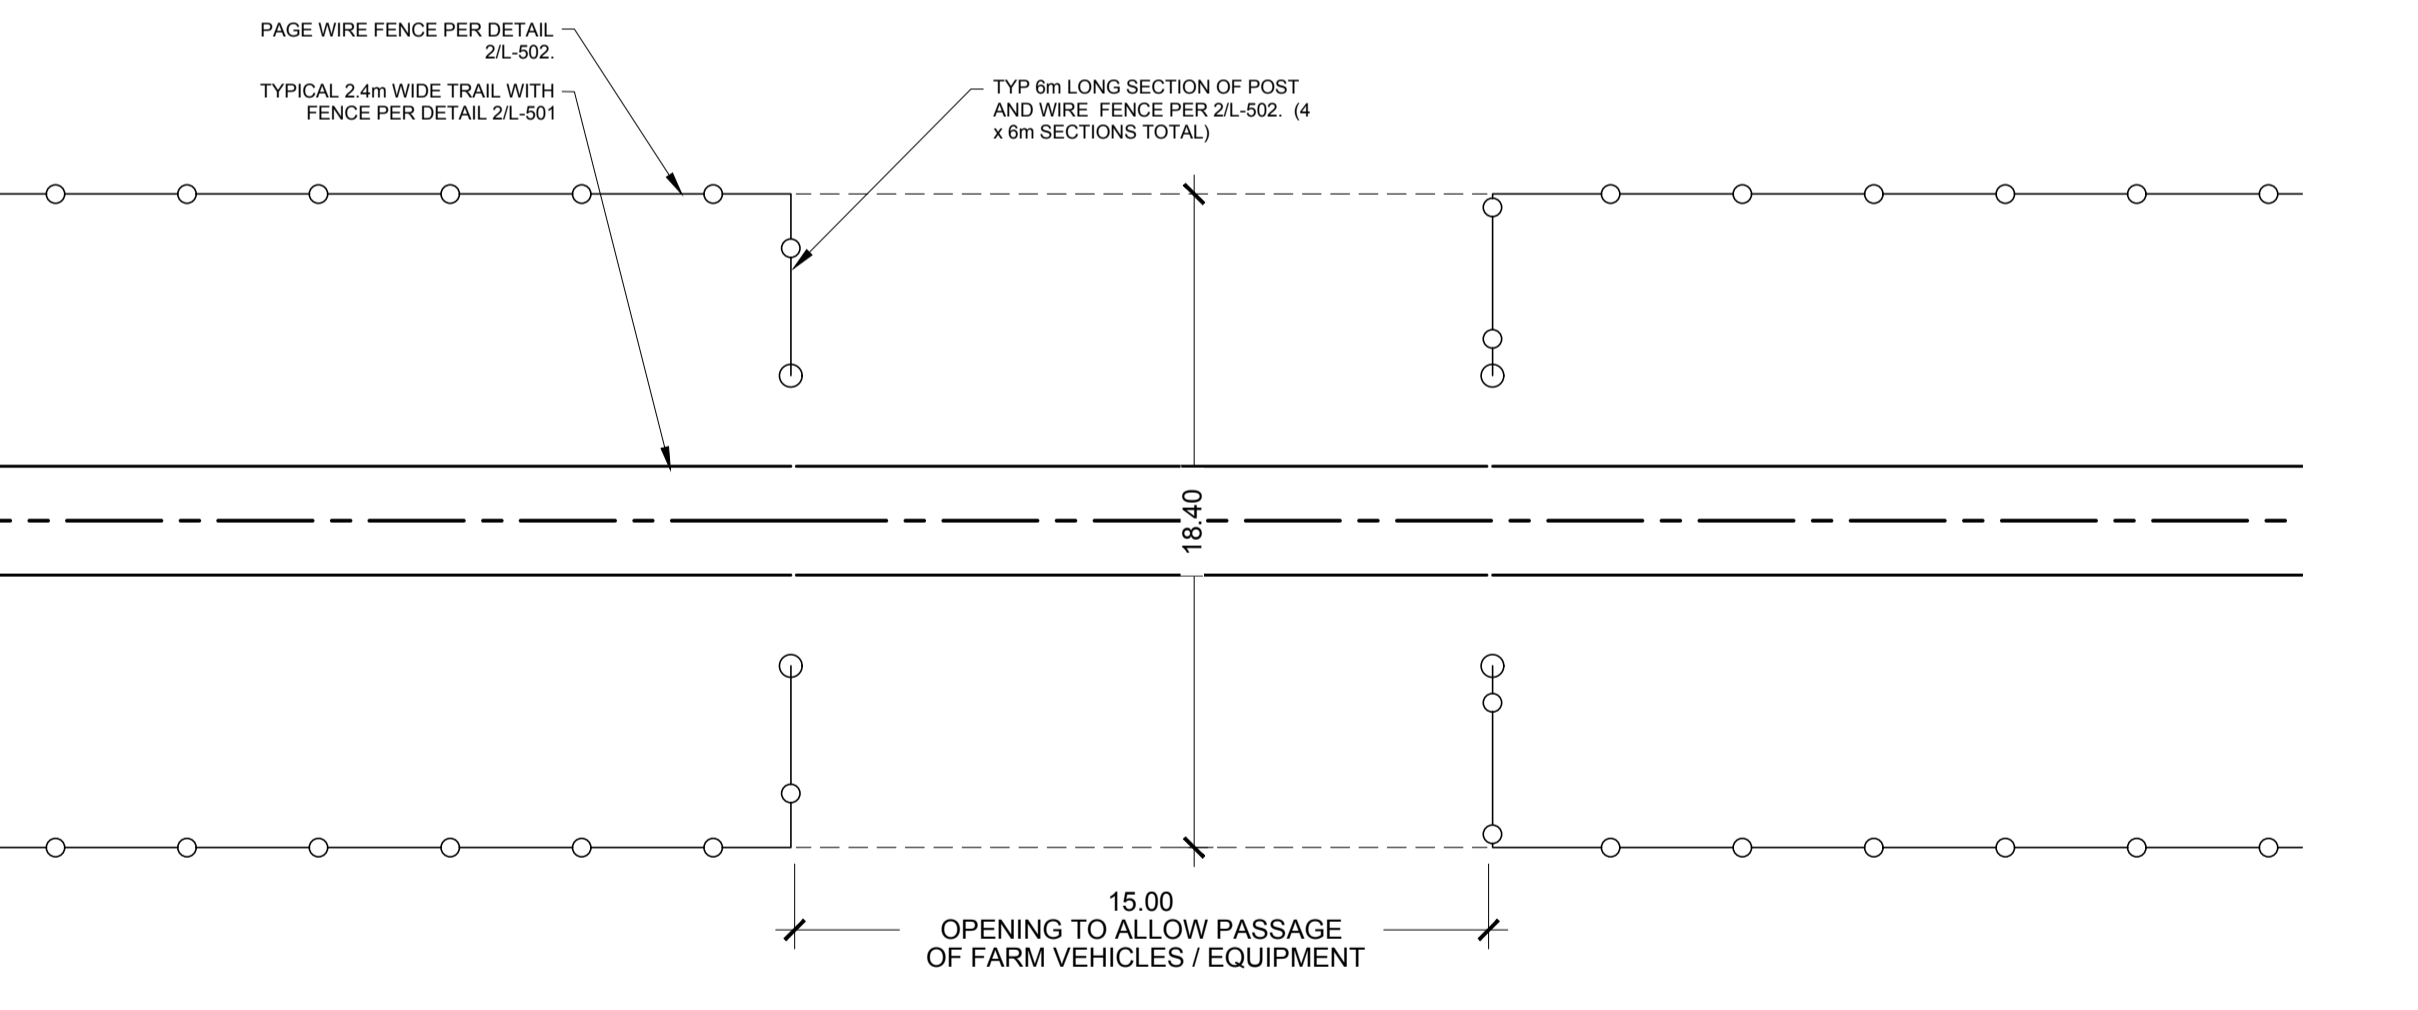 PAGE WIRE FENCE PER DETAIL
2/L-502.
TYPICAL 2.4m WIDE TRAIL WITH
FENCE PER DETAIL 2/L-501
TYP 6m LONG SECTION OF POST
AND WIRE FENCE PER 2/L-502. (4
x 6m SECTIONS TOTAL)
18.40
15.00
OPENING TO ALLOW PASSAGE
OF FARM VEHICLES / EQUIPMENT